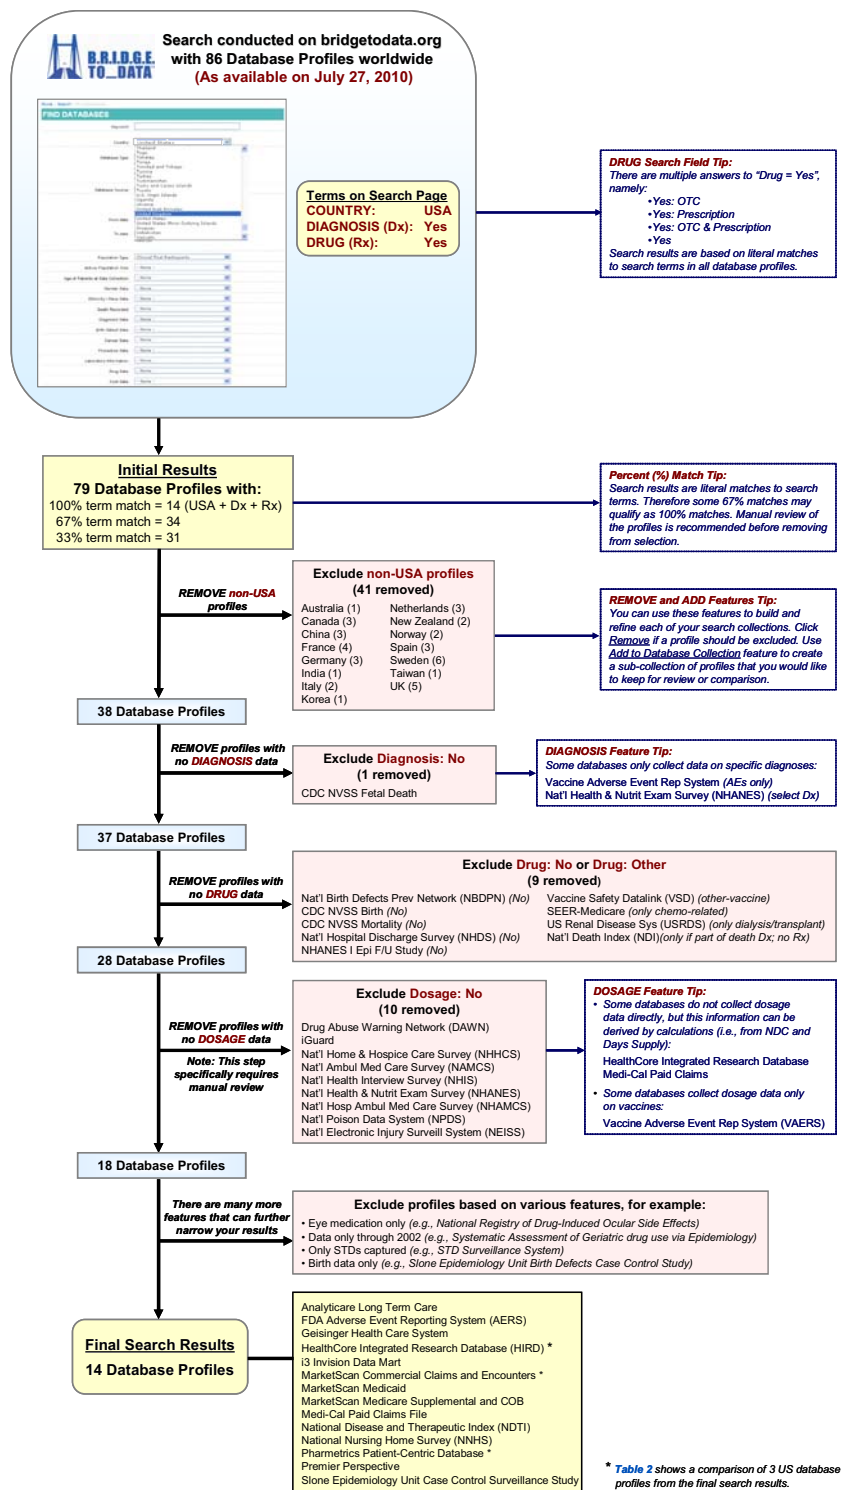 B.R.I.D.G.E.
TO_DATA
Search conducted on bridgetodata.org
with 86 Database Profiles worldwide
(As available on July 27, 2010)
FIND DATABASES
Keyword
Country
United States
Database Type
Database Source
Population Type
Drug Data
Terms on Search Page
COUNTRY: USA
DIAGNOSIS (Dx): Yes
DRUG (Rx): Yes
DRUG Search Field Tip:
There are multiple answers to "Drug = Yes",
namely:
•Yes: OTC
•Yes: Prescription
•Yes: OTC & Prescription
•Yes
Search results are based on literal matches
to search terms in all database profiles.
Initial Results
79 Database Profiles with:
100% term match = 14 (USA + Dx + Rx)
67% term match = 34
33% term match = 31
Percent (%) Match Tip:
Search results are literal matches to search
terms. Therefore some 67% matches may
qualify as 100% matches. Manual review of
the profiles is recommended before removing
from selection.
REMOVE non-USA
profiles
Exclude non-USA profiles
(41 removed)
Australia (1) Netherlands (3)
Canada (3) New Zealand (2)
China (3) Norway (2)
France (4) Spain (3)
Germany (3) Sweden (6)
India (1) Taiwan (1)
Italy (2) UK (5)
Korea (1)
REMOVE and ADD Features Tip:
You can use these features to build and
refine each of your search collections. Click
Remove if a profile should be excluded. Use
Add to Database Collection feature to create
a sub-collection of profiles that you would like
to keep for review or comparison.
38 Database Profiles
REMOVE profiles with
no DIAGNOSIS data
Exclude Diagnosis: No
(1 removed)
CDC NVSS Fetal Death
DIAGNOSIS Feature Tip:
Some databases only collect data on specific diagnoses:
Vaccine Adverse Event Rep System (AEs only)
Nat'l Health & Nutrit Exam Survey (NHANES) (select Dx)
37 Database Profiles
REMOVE profiles with
no DRUG data
Exclude Drug: No or Drug: Other
(9 removed)
Nat'l Birth Defects Prev Network (NBDPN) (No) Vaccine Safety Datalink (VSD) (other-vaccine)
CDC NVSS Birth (No) SEER-Medicare (only chemo-related)
CDC NVSS Mortality (No) US Renal Disease Sys (USRDS) (only dialysis/transplant)
Nat'l Hospital Discharge Survey (NHDS) (No) Nat'l Death Index (NDI)(only if part of death Dx; no Rx)
NHANES I Epi F/U Study (No)
28 Database Profiles
REMOVE profiles with
no DOSAGE data
Note: This step
specifically requires
manual review
Exclude Dosage: No
(10 removed)
Drug Abuse Warning Network (DAWN)
iGuard
Nat'l Home & Hospice Care Survey (NHHCS)
Nat'l Ambul Med Care Survey (NAMCS)
Nat'l Health Interview Survey (NHIS)
Nat'l Health & Nutrit Exam Survey (NHANES)
Nat'l Hosp Ambul Med Care Survey (NHAMCS)
Nat'l Poison Data System (NPDS)
Nat'l Electronic Injury Surveill System (NEISS)
DOSAGE Feature Tip:
• Some databases do not collect dosage
data directly, but this information can be
derived by calculations (i.e., from NDC and
Days Supply):
HealthCore Integrated Research Database
Medi-Cal Paid Claims
• Some databases collect dosage data only
on vaccines:
Vaccine Adverse Event Rep System (VAERS)
18 Database Profiles
There are many more
features that can further
narrow your results
Exclude profiles based on various features, for example:
• Eye medication only (e.g., National Registry of Drug-Induced Ocular Side Effects)
• Data only through 2002 (e.g., Systematic Assessment of Geriatric drug use via Epidemiology)
• Only STDs captured (e.g., STD Surveillance System)
• Birth data only (e.g., Slone Epidemiology Unit Birth Defects Case Control Study)
Final Search Results
14 Database Profiles
Analyticare Long Term Care
FDA Adverse Event Reporting System (AERS)
Geisinger Health Care System
HealthCore Integrated Research Database (HIRD) *
i3 Invision Data Mart
MarketScan Commercial Claims and Encounters *
MarketScan Medicaid
MarketScan Medicare Supplemental and COB
Medi-Cal Paid Claims File
National Disease and Therapeutic Index (NDTI)
National Nursing Home Survey (NNHS)
Pharmetrics Patient-Centric Database *
Premier Perspective
Slone Epidemiology Unit Case Control Surveillance Study
* Table 2 shows a comparison of 3 US database
profiles from the final search results.